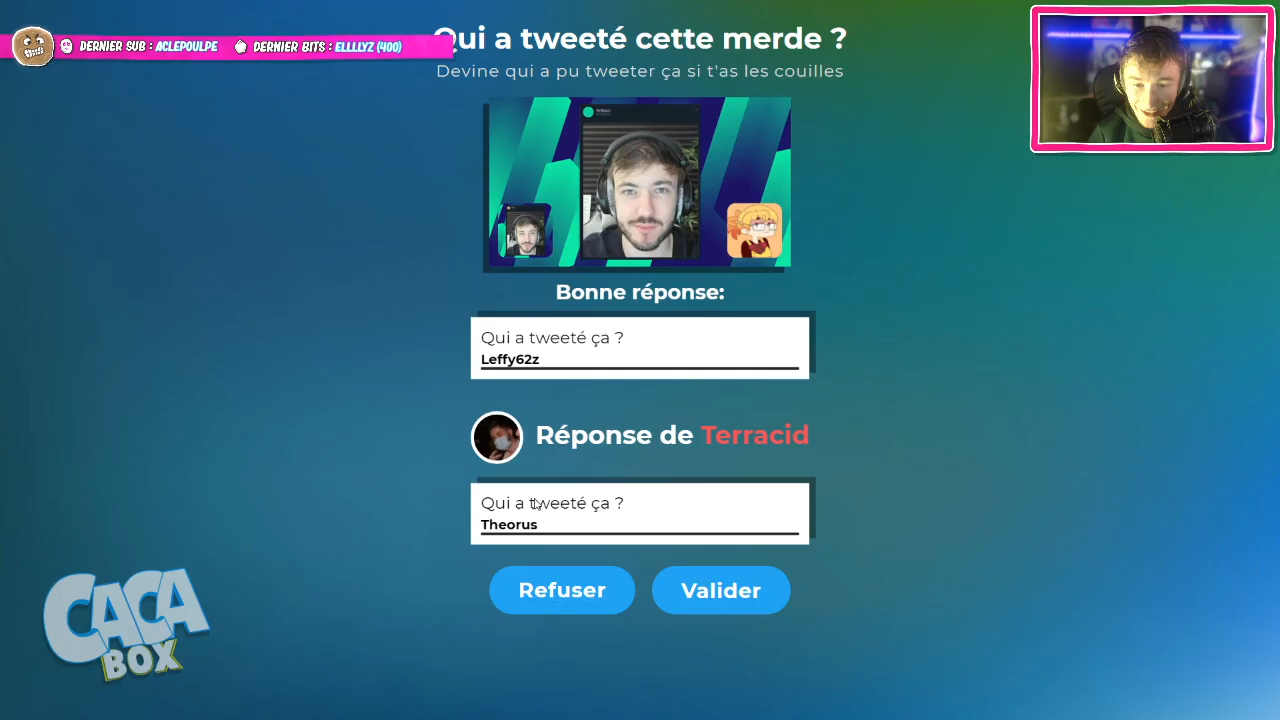 Qui a tweeté cette merde ?
DERNIER SUB : ACLEPOULPE
DERNIER BITS : ELLLLYZ (400)
Devine qui a pu tweeter ça si t'as les couilles
Bonne réponse:
Qui a tweeté ça ?
Leffy62z
Réponse de Terracid
Qui a tweeté ça ?
Theorus
Refuser
Valider
CACA
BOX